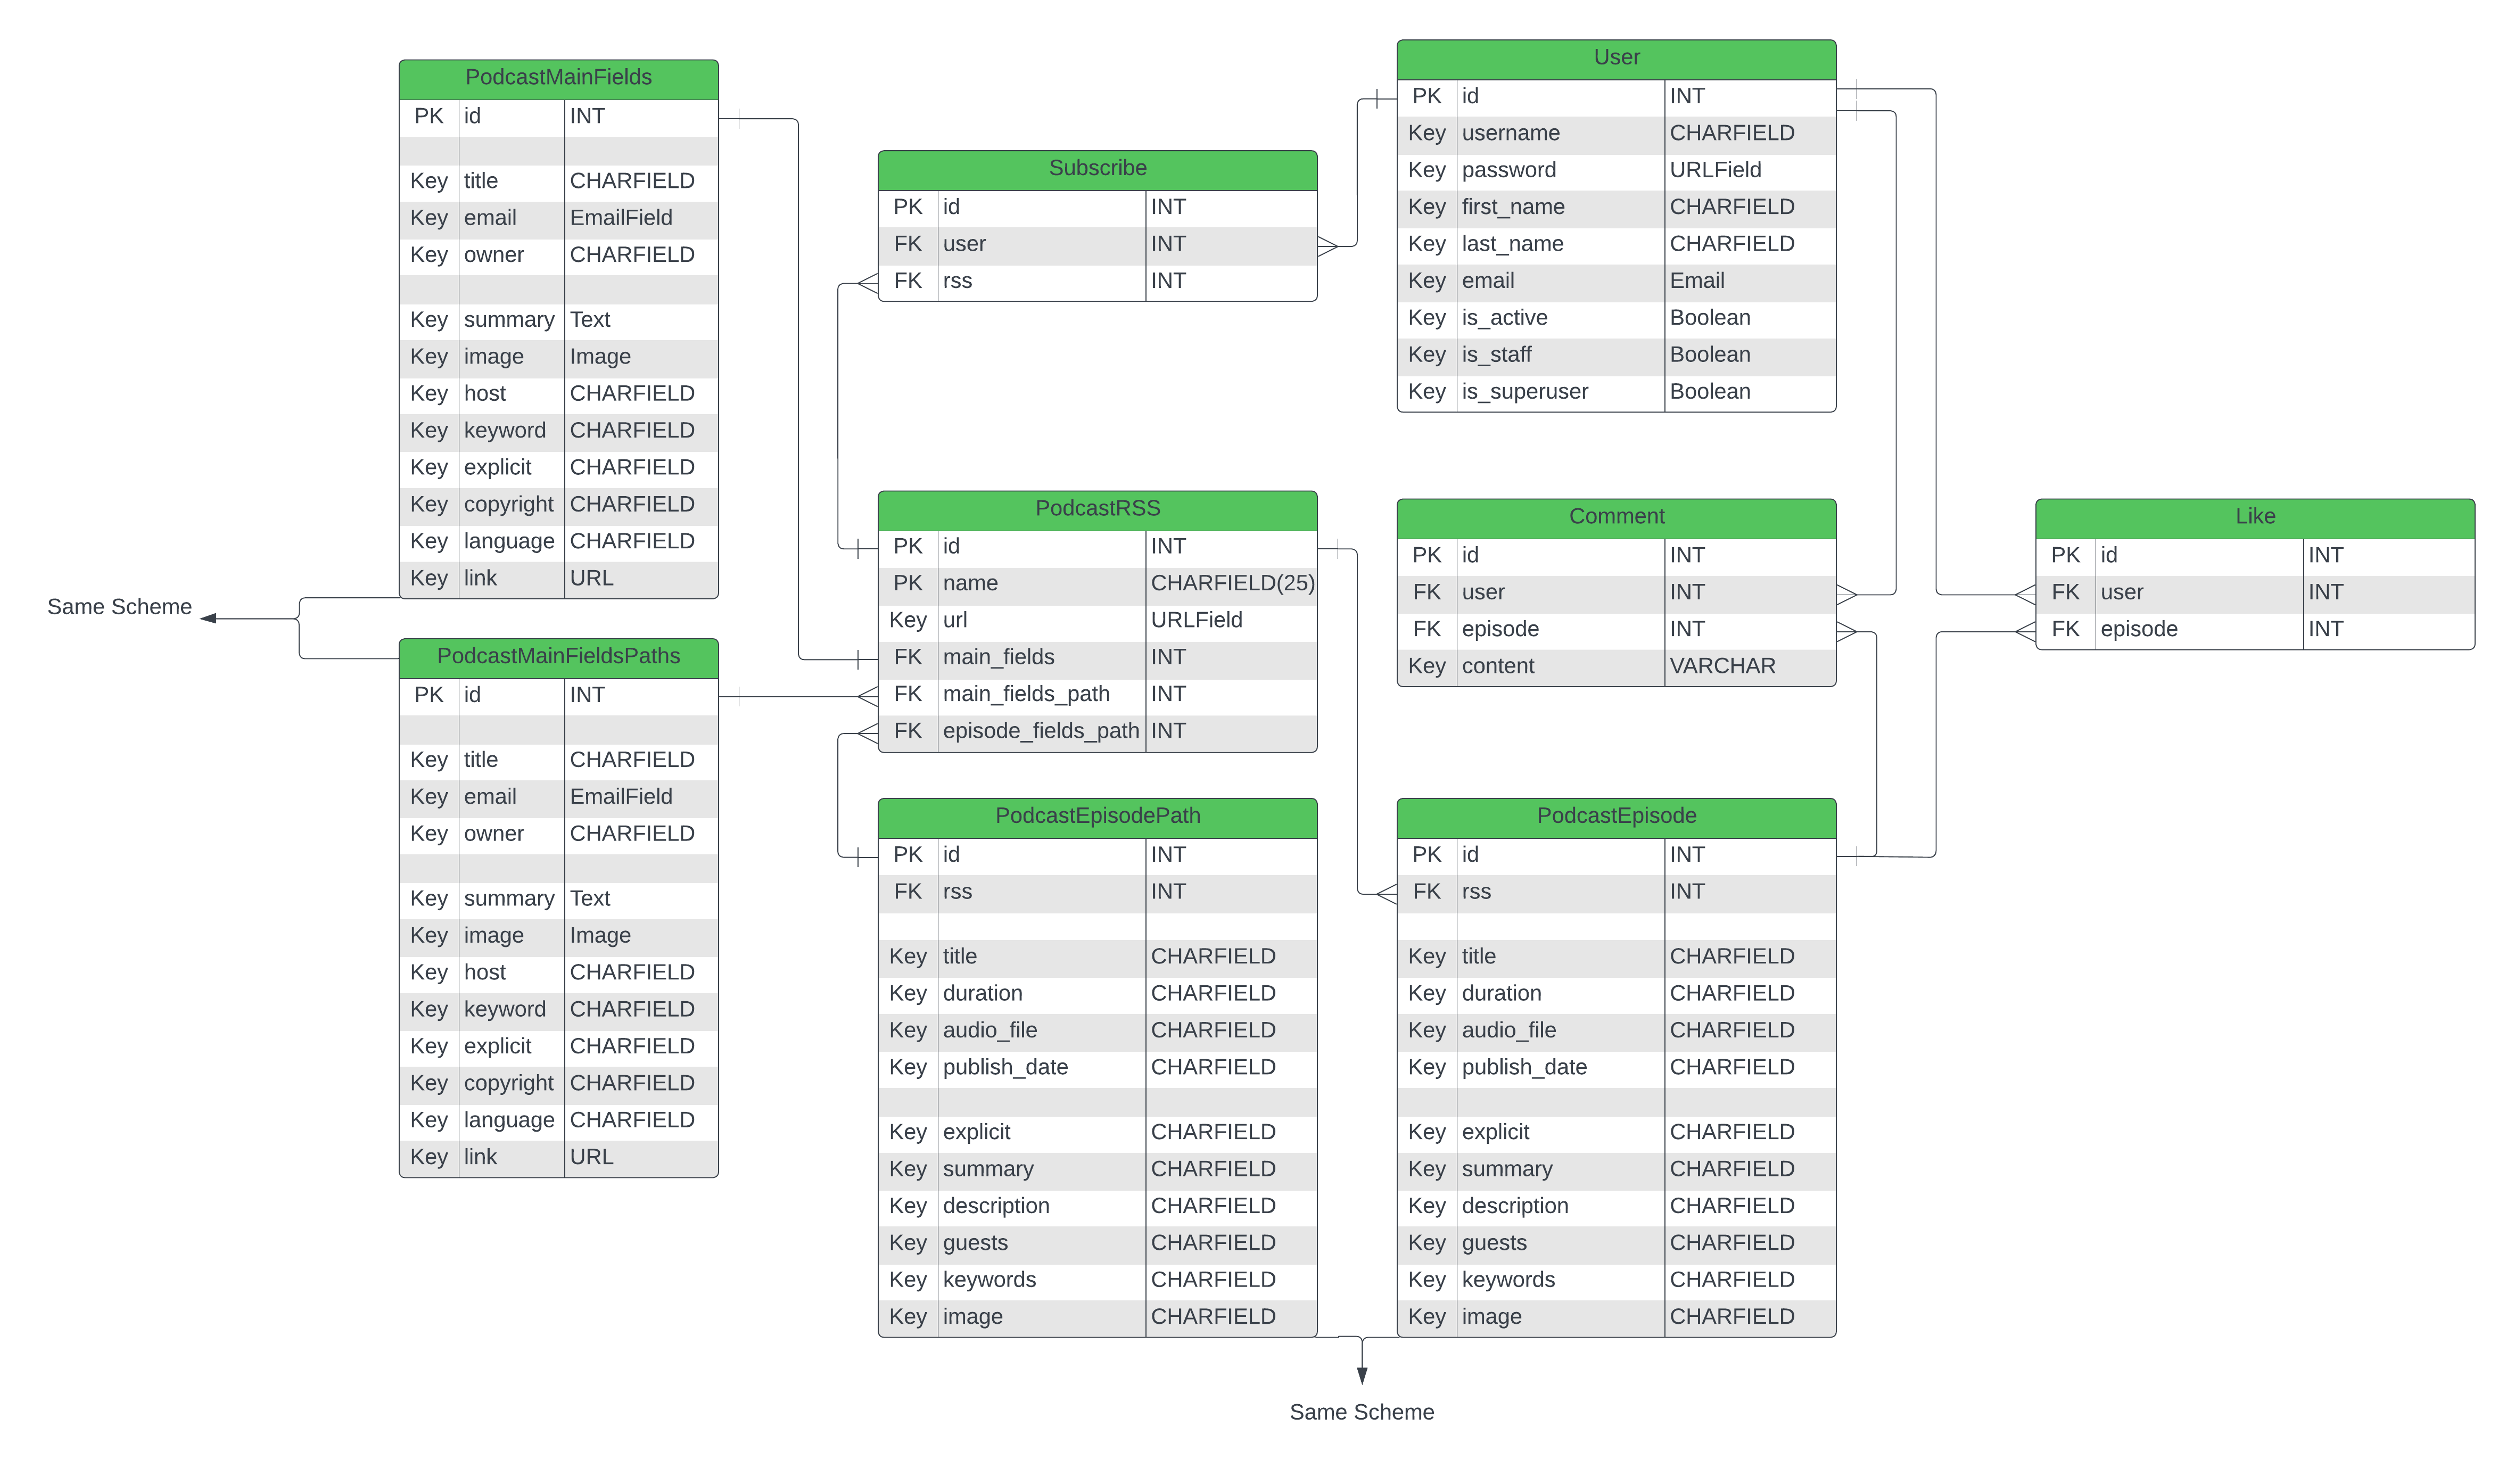 PodcastMainFields
PK id INT
Key title CHARFIELD
Key email EmailField
Key owner CHARFIELD
Key summary Text
Key image Image
Key host CHARFIELD
Key keyword CHARFIELD
Key explicit CHARFIELD
Key copyright CHARFIELD
Key language CHARFIELD
Key link URL
Same Scheme
PodcastMainFieldsPaths
PK id INT
Key title CHARFIELD
Key email EmailField
Key owner CHARFIELD
Key summary Text
Key image Image
Key host CHARFIELD
Key keyword CHARFIELD
Key explicit CHARFIELD
Key copyright CHARFIELD
Key language CHARFIELD
Key link URL
Subscribe
PK id INT
FK user INT
FK rss INT
PodcastRSS
PK id INT
PK name CHARFIELD(25)
Key url URLField
FK main_fields INT
FK main_fields_path INT
FK episode_fields_path INT
PodcastEpisodePath
PK id INT
FK rss INT
Key title CHARFIELD
Key duration CHARFIELD
Key audio_file CHARFIELD
Key publish_date CHARFIELD
Key explicit CHARFIELD
Key summary CHARFIELD
Key description CHARFIELD
Key guests CHARFIELD
Key keywords CHARFIELD
Key image CHARFIELD
User
PK id INT
Key username CHARFIELD
Key password URLField
Key first_name CHARFIELD
Key last_name CHARFIELD
Key email Email
Key is_active Boolean
Key is_staff Boolean
Key is_superuser Boolean
Comment
PK id INT
FK user INT
FK episode INT
Key content VARCHAR
PodcastEpisode
PK id INT
FK rss INT
Key title CHARFIELD
Key duration CHARFIELD
Key audio_file CHARFIELD
Key publish_date CHARFIELD
Key explicit CHARFIELD
Key summary CHARFIELD
Key description CHARFIELD
Key guests CHARFIELD
Key keywords CHARFIELD
Key image CHARFIELD
Same Scheme
Like
PK id INT
FK user INT
FK episode INT